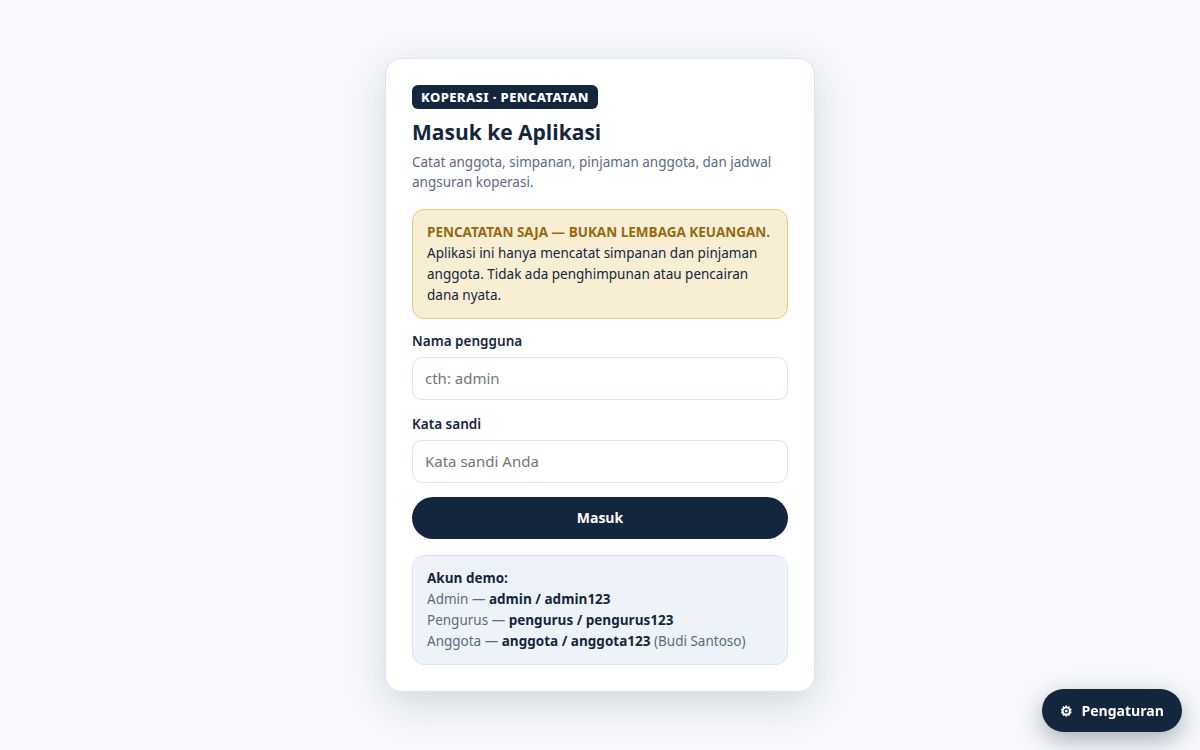 KOPERASI · PENCATATAN
Masuk ke Aplikasi
Catat anggota, simpanan, pinjaman anggota, dan jadwal
angsuran koperasi.
PENCATATAN SAJA — BUKAN LEMBAGA KEUANGAN.
Aplikasi ini hanya mencatat simpanan dan pinjaman
anggota. Tidak ada penghimpunan atau pencairan
dana nyata.
Nama pengguna
cth: admin
Kata sandi
Kata sandi Anda
Masuk
Akun demo:
Admin — admin / admin123
Pengurus — pengurus / pengurus123
Anggota — anggota / anggota123 (Budi Santoso)
⚙ Pengaturan